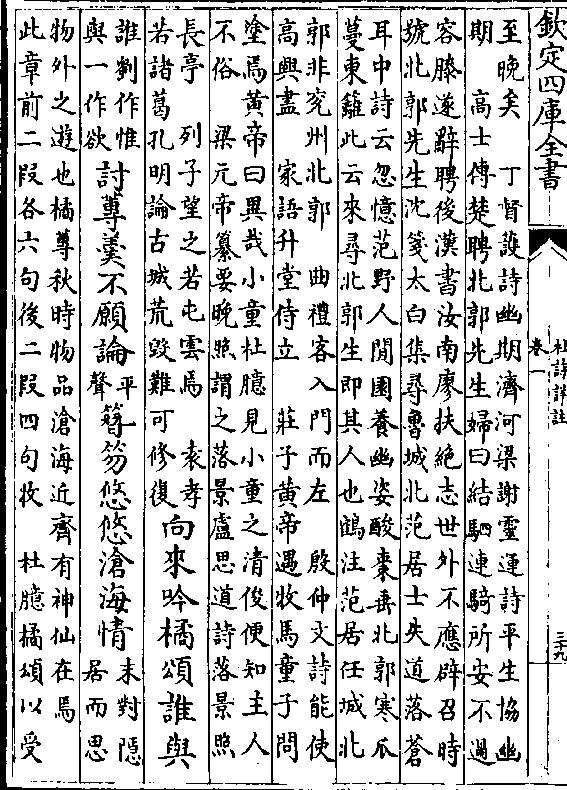 欽定四庫全書
杜詩詳註
卷一
三十九
至晚矣　丁督護詩幽期濟河梁謝靈運詩平生協幽
期　高士傳楚聘北郭先生婦曰結駟連騎所安不過
容膝遂辭聘後漢書汝南廖扶絶志世外不應辟召時
號北郭先生沈箋太白集尋魯城北范居士失道落蒼
耳中詩云忽憶范野人閒園養幽姿酸棗垂北郭寒瓜
蔓東籬此云來尋北郭生即其人也鶴注范居任城北
郭非兖州北郭　曲禮客入門而左　殷仲文詩能使
高興盡　家語升堂侍立　莊子黄帝遇牧馬童子問
塗焉黄帝曰異哉小童杜臆見小童之清俊便知主人
不俗　梁元帝纂要晚照謂之落景盧思道詩落景照
長亭　列子望之若屯雲焉　袁孝
若諸葛孔明論古城荒毁難可修復
向來吟橘頌誰與
誰劉作惟
與一作欲
討蓴羮不願論
平
聲
簪笏悠悠滄海情
末對隱
居而思
物外之遊也橘蓴秋時物品滄海近齊有神仙在焉
此章前二段各六句後二段四句收　杜臆橘頌以受